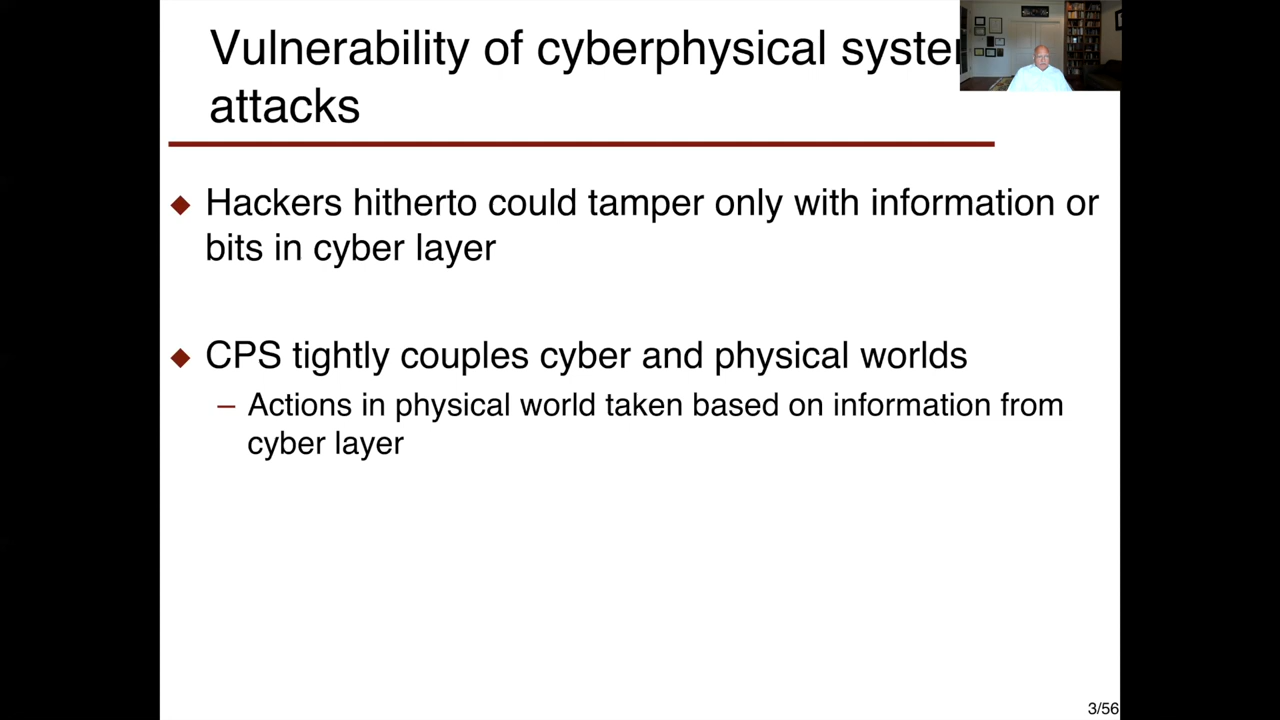 Vulnerability of cyberphysical
attacks
◆ Hackers hitherto could tamper only with information or
bits in cyber layer
◆ CPS tightly couples cyber and physical worlds
– Actions in physical world taken based on information from
cyber layer
3/56